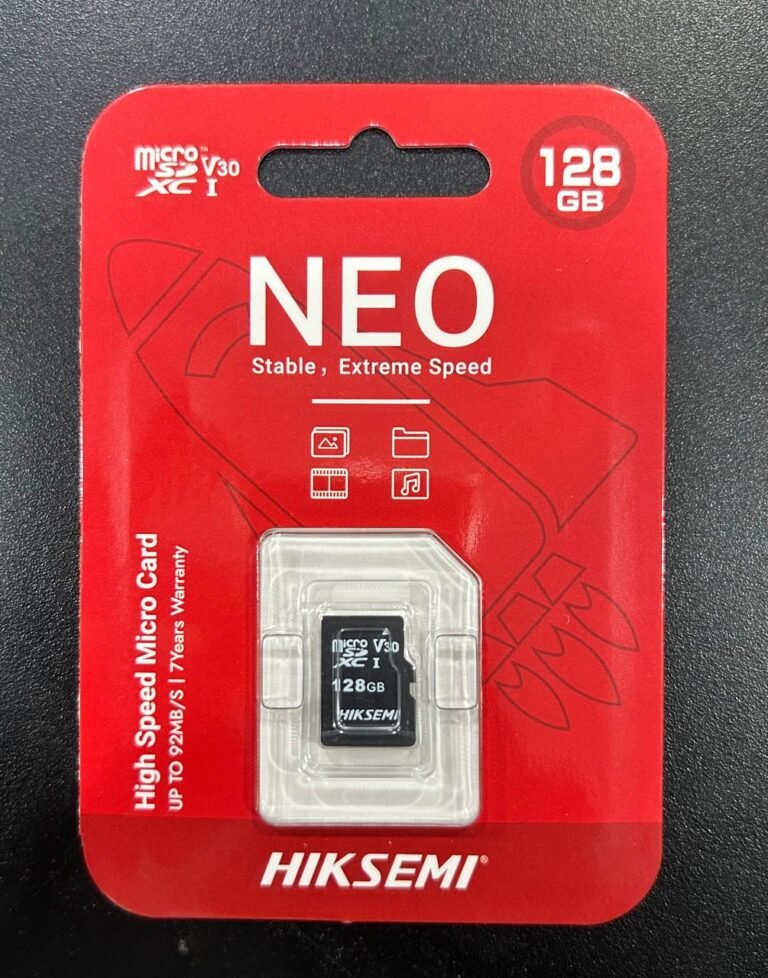 micro SD XC V30 I
128 GB
NEO
Stable, Extreme Speed
High Speed Micro Card
UP TO 92MB/S | 7Years Warranty
micro SD XC V30 I
128GB
HIKSEMI
HIKSEMI®